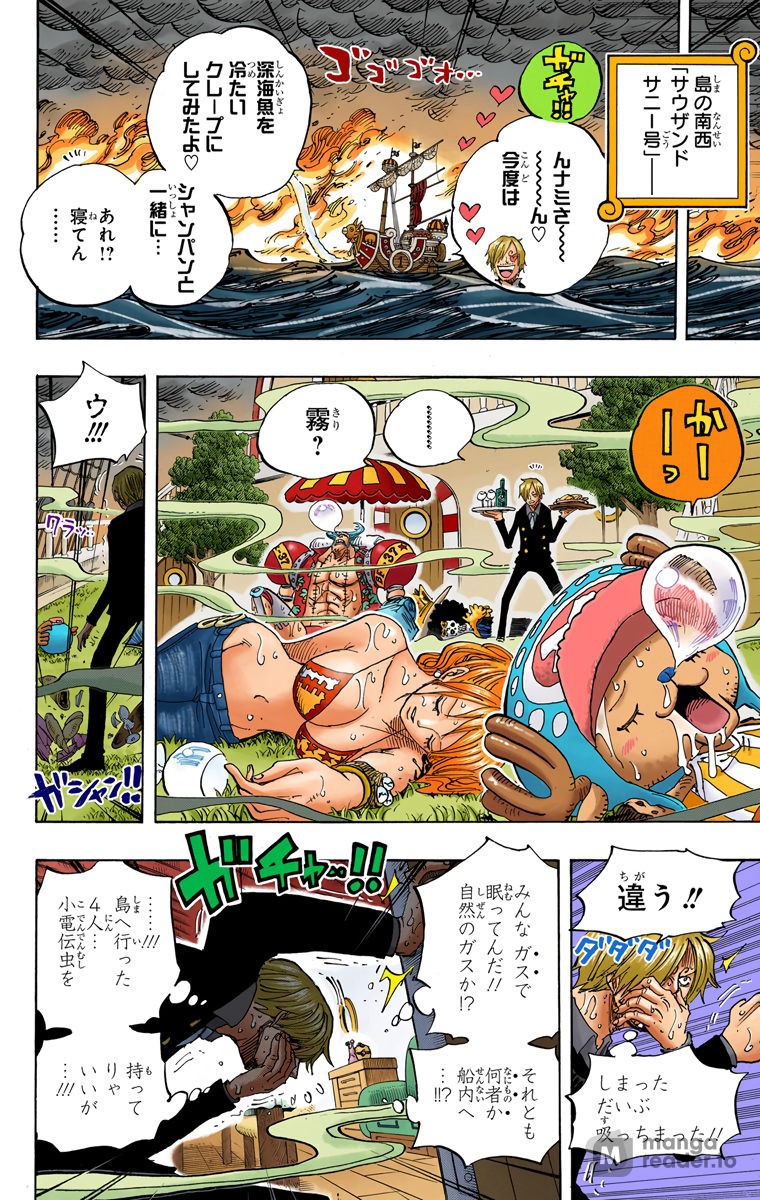 島の南西
「サウザンド
サニー号」――
ガチャ!!
んナミさ〜〜
〜〜〜〜ん♡
今度は
ゴゴゴゴォ…
深海魚を
冷たい
クレープに
してみたよ♡
シャンパンと
一緒に…
あれ!?
寝てん
かー
ーっ
…………
霧?
ウ!!!
クラッ…
ガシャン!!
違う!!
ダダダダ
しまった
だいぶ
吸っちまった!!
みんなガスで
眠ってんだ!!
自然のガスか!?
それとも
何者か
船内へ
…!!?
ガチャッ!!
……!!!
島へ行った
4人…
小電伝虫を
持って
りゃ
いいが
…!!!
manga
reader.io